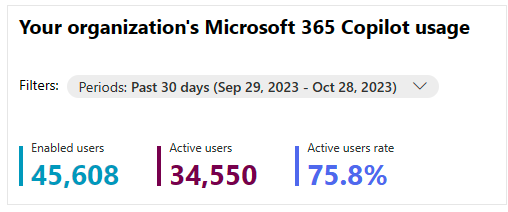 Your organization's Microsoft 365 Copilot usage
Filters: Periods: Past 30 days (Sep 29, 2023 - Oct 28, 2023)
Enabled users Active users Active users rate
45,608 34,550 75.8%